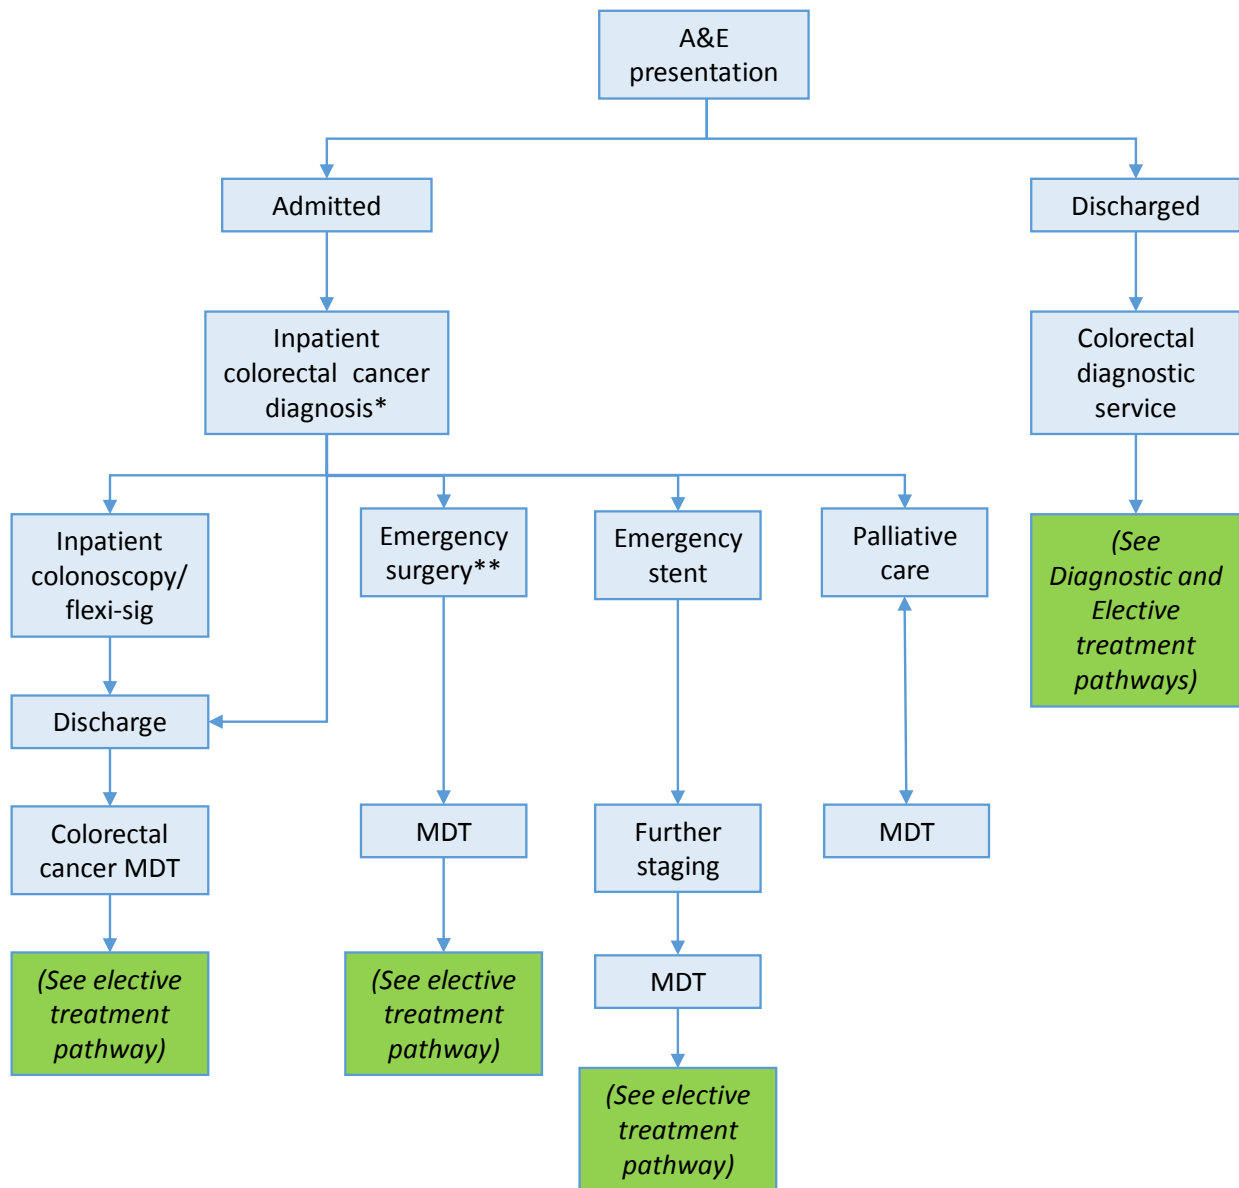 A&E
presentation
Admitted
Discharged
Inpatient
colorectal cancer
diagnosis*
Colorectal
diagnostic
service
Inpatient
colonoscopy/
flexi-sig
Emergency
surgery**
Emergency
stent
Palliative
care
(See
Diagnostic and
Elective
treatment
pathways)
Discharge
Colorectal
cancer MDT
MDT
Further
staging
MDT
(See elective
treatment
pathway)
(See elective
treatment
pathway)
MDT
(See elective
treatment
pathway)